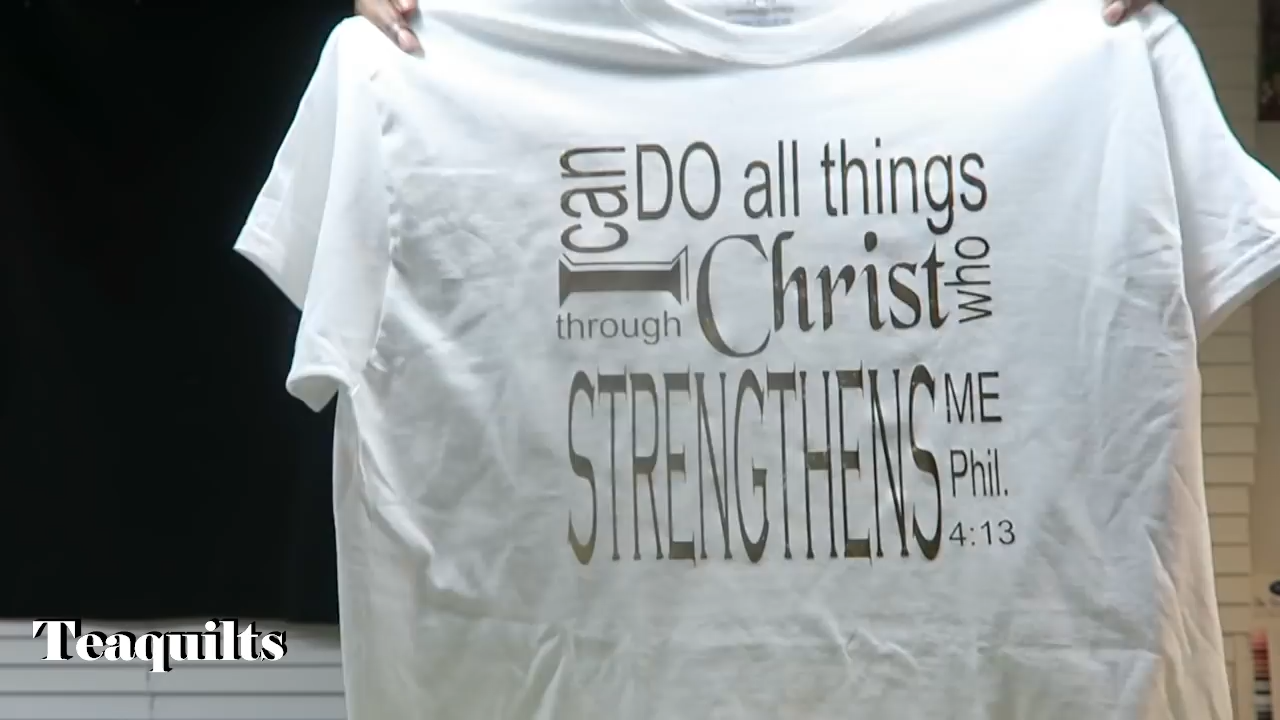 I can DO all things
through Christ who
STRENGTHENS ME
Phil.
4:13
Teaquilts